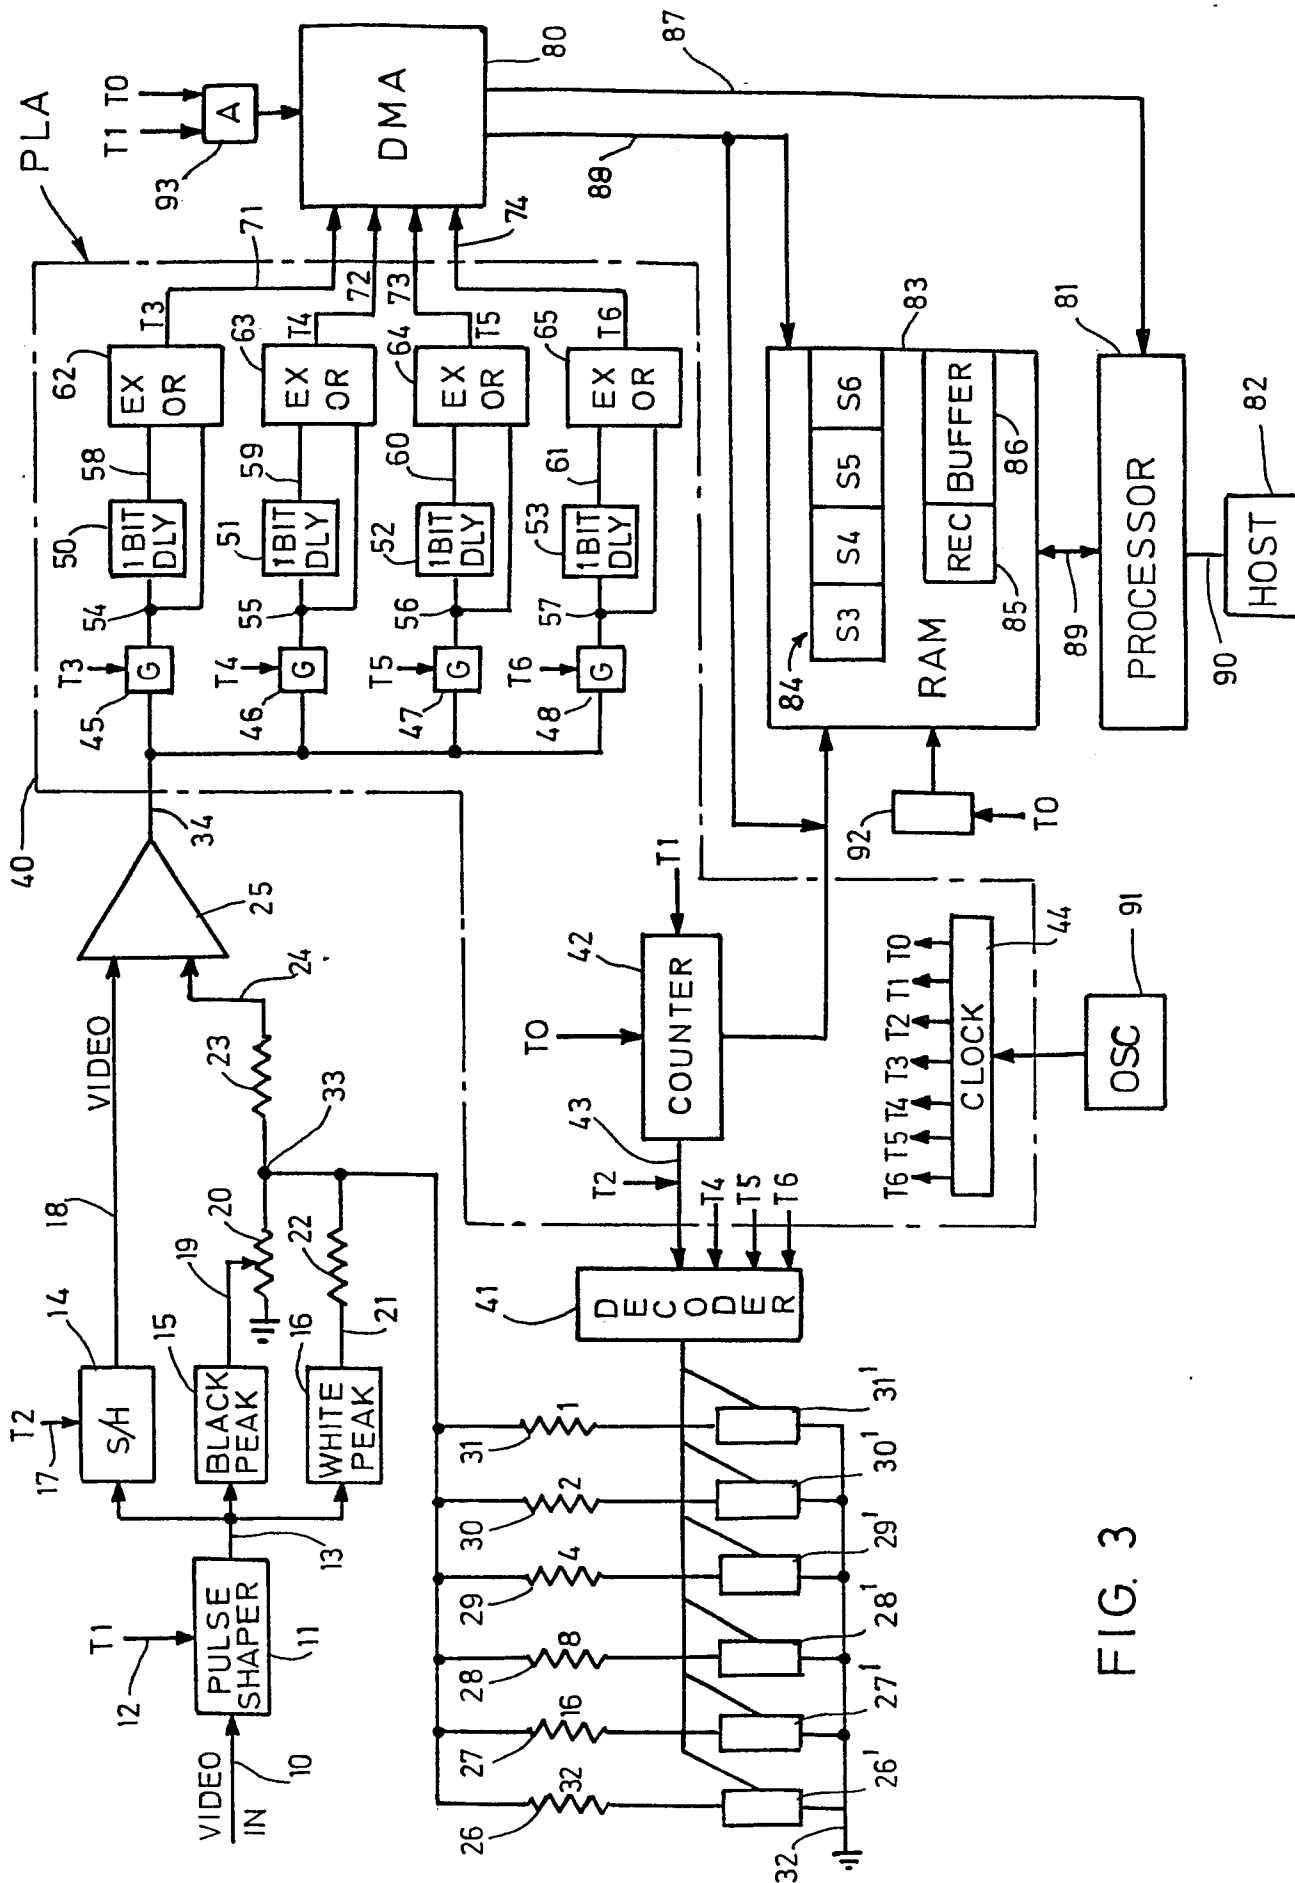 VIDEO
IN
10
T1
12
PULSE
SHAPER
11
13
T2
17
S/H
14
BLACK
PEAK
15
WHITE
PEAK
16
18
VIDEO
19
20
21
22
23
24
33
25
34
40
PLA
T3
45
G
54
50
1BIT
DLY
58
62
EX
OR
T3
71
T4
46
G
55
51
1BIT
DLY
59
63
EX
OR
T4
72
T5
47
G
56
52
1BIT
DLY
60
64
EX
OR
T5
73
T6
48
G
57
53
1BIT
DLY
61
65
EX
OR
T6
74
T1 T0
A
93
DMA
80
87
88
26
32
27
16
28
8
29
4
30
2
31
1
26'
27'
28'
29'
30'
31'
32
41
DECODER
T2
43
T4
T5
T6
T0
COUNTER
42
T1
T6 T5 T4 T3 T2 T1 T0
CLOCK
44
OSC
91
92
T0
84
S3 S4 S5 S6
RAM
83
REC BUFFER
85
86
89
PROCESSOR
81
90
HOST
82
FIG. 3